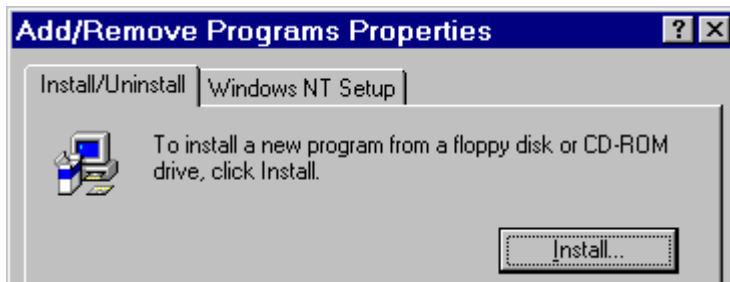 Add/Remove Programs Properties
Install/Uninstall
Windows NT Setup
To install a new program from a floppy disk or CD-ROM
drive, click Install.
Install...